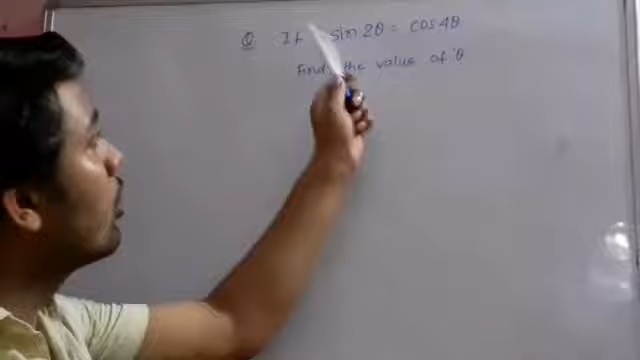 Q If sin 2θ = cos 4θ
Find the value of θ